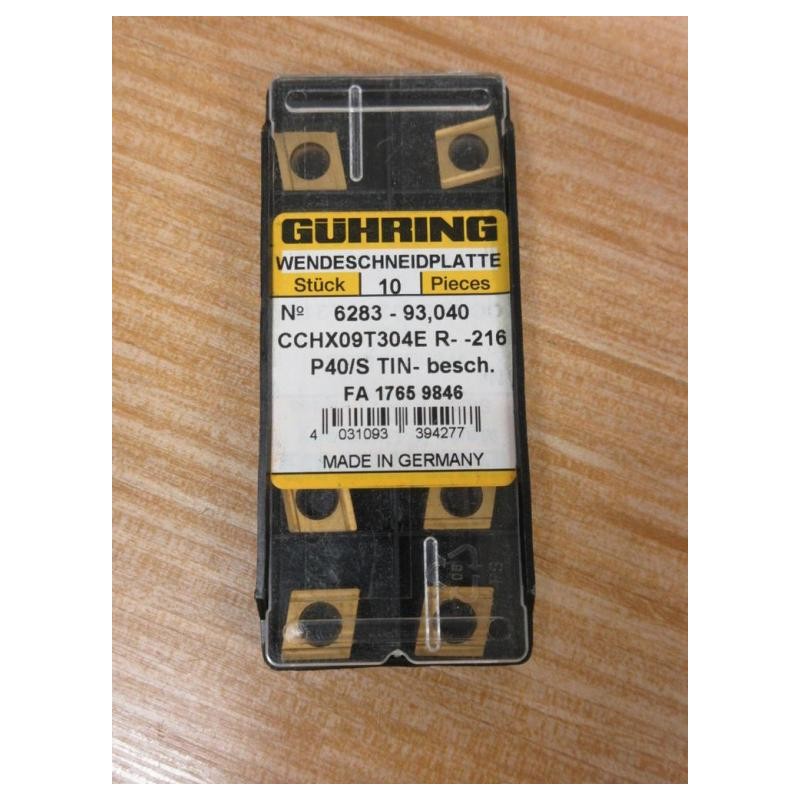 GÜHRING
WENDESCHNEIDPLATTE
Stück 10 Pieces
Nº 6283 - 93,040
CCHX09T304E R- -216
P40/S TIN- besch.
FA 1765 9846
4 031093 394277
MADE IN GERMANY